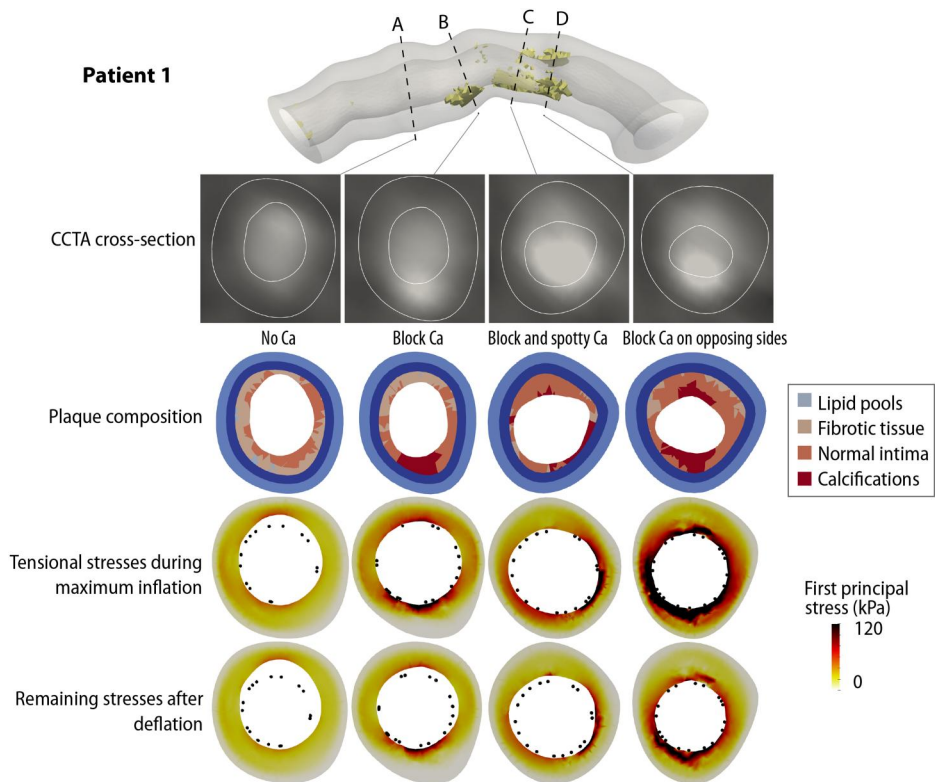 A
B
C
D
Patient 1
CCTA cross-section
No Ca
Block Ca
Block and spotty Ca
Block Ca on opposing sides
Plaque composition
Lipid pools
Fibrotic tissue
Normal intima
Calcifications
Tensional stresses during
maximum inflation
First principal
stress (kPa)
120
0
Remaining stresses after
deflation